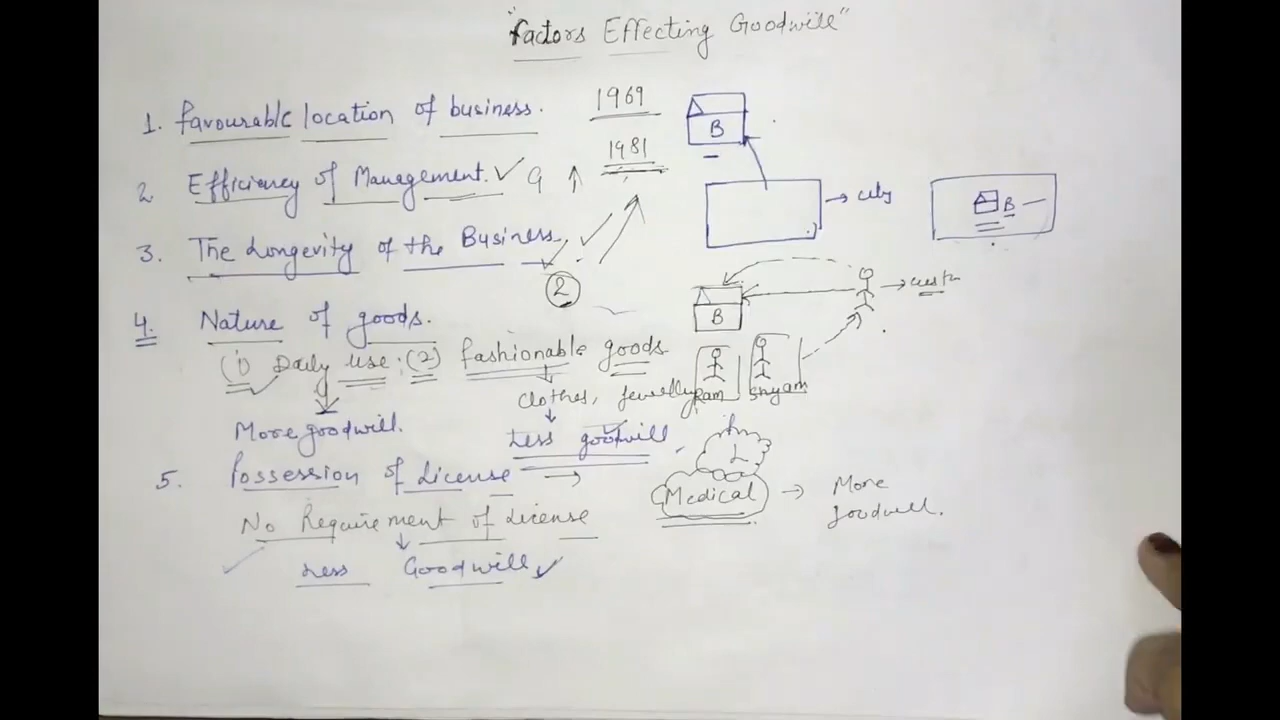 "Factors Effecting Goodwill"
1. Favourable location of business.
1969
B
2 Efficiency of Management. ✓ G ↑
1981
→ city
B
3. The Longevity of the Business
2
B
4. Nature of goods.
(1) Daily use; (2) fashionable goods
Clothes, Jewellry
Ram
Shyam
More goodwill.
Less goodwill
L
5. Possession of License →
Medical → More goodwill.
No Requirement of License
Less Goodwill ✓